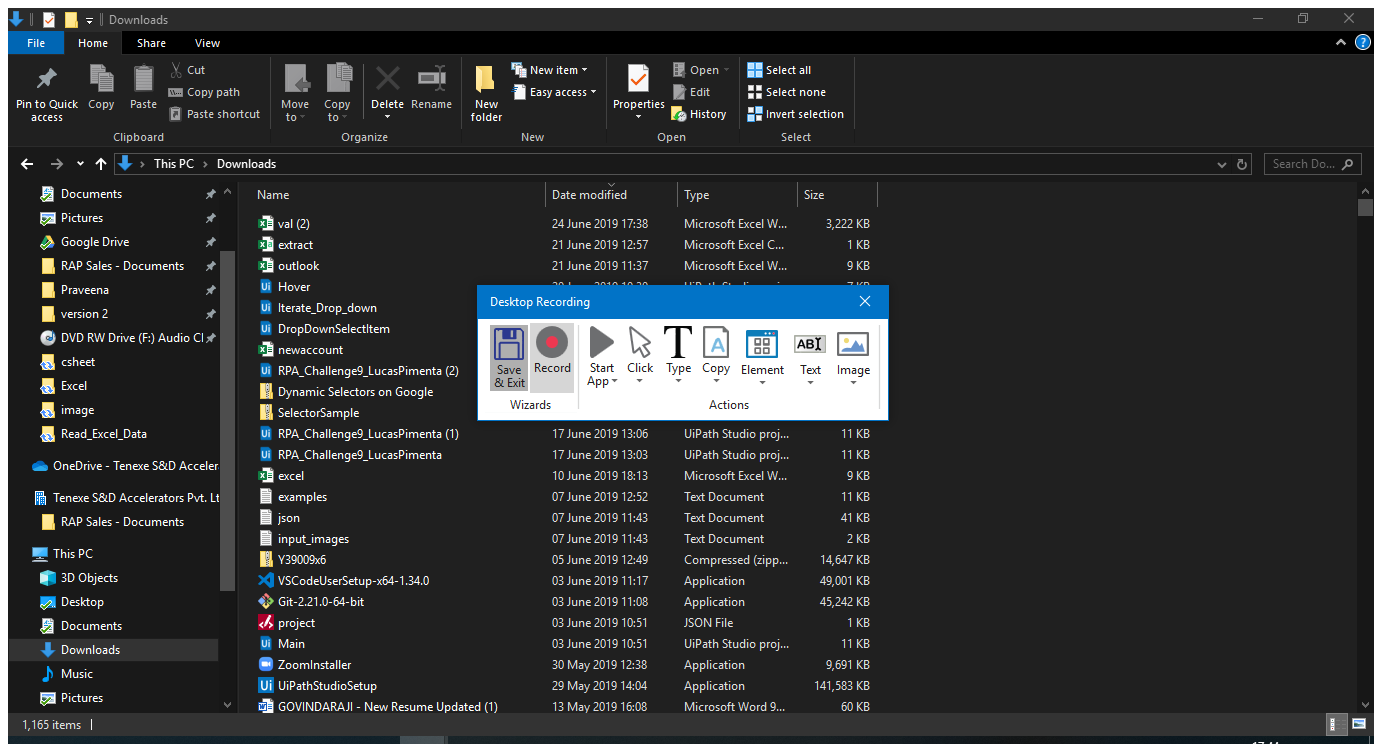 Downloads
File Home Share View
Pin to Quick access
Copy
Paste
Cut
Copy path
Paste shortcut
Clipboard
Move to
Copy to
Delete
Rename
Organize
New folder
New item
Easy access
New
Properties
Open
Edit
History
Open
Select all
Select none
Invert selection
Select
This PC > Downloads
Search Do...
Documents
Pictures
Google Drive
RAP Sales - Documents
Praveena
version 2
DVD RW Drive (F:) Audio C
csheet
Excel
image
Read_Excel_Data
OneDrive - Tenexe S&D Acceler
Tenexe S&D Accelerators Pvt. Lt
RAP Sales - Documents
This PC
3D Objects
Desktop
Documents
Downloads
Music
Pictures
Name Date modified Type Size
val (2) 24 June 2019 17:38 Microsoft Excel W... 3,222 KB
extract 21 June 2019 12:57 Microsoft Excel C... 1 KB
outlook 21 June 2019 11:37 Microsoft Excel W... 9 KB
Hover
Iterate_Drop_down
DropDownSelectItem
newaccount
RPA_Challenge9_LucasPimenta (2)
Dynamic Selectors on Google
SelectorSample
RPA_Challenge9_LucasPimenta (1) 17 June 2019 13:06 UiPath Studio proj... 11 KB
RPA_Challenge9_LucasPimenta 17 June 2019 13:03 UiPath Studio proj... 11 KB
excel 10 June 2019 18:13 Microsoft Excel W... 9 KB
examples 07 June 2019 12:52 Text Document 11 KB
json 07 June 2019 11:43 Text Document 41 KB
input_images 07 June 2019 11:43 Text Document 2 KB
Y39009x6 05 June 2019 12:49 Compressed (zipp... 14,647 KB
VSCodeUserSetup-x64-1.34.0 03 June 2019 11:17 Application 49,001 KB
Git-2.21.0-64-bit 03 June 2019 11:08 Application 45,242 KB
project 03 June 2019 10:51 JSON File 1 KB
Main 03 June 2019 10:51 UiPath Studio proj... 11 KB
ZoomInstaller 30 May 2019 12:38 Application 9,691 KB
UiPathStudioSetup 29 May 2019 14:04 Application 141,583 KB
GOVINDARAJI - New Resume Updated (1) 13 May 2019 16:08 Microsoft Word 9... 60 KB
Desktop Recording
Save & Exit
Record
Wizards
Start App
Click
Type
Copy
Element
Text
Image
Actions
1,165 items